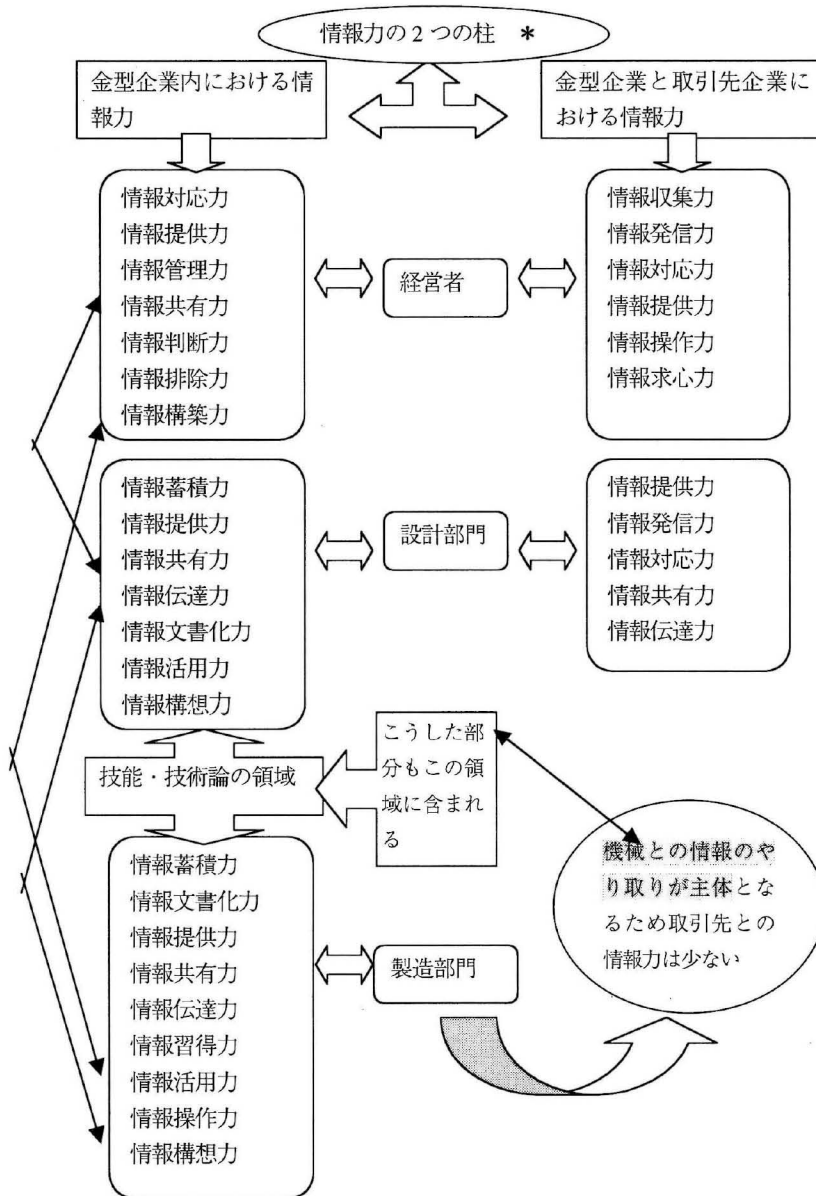 情報力の2つの柱 *
金型企業内における情
報力
金型企業と取引先企業に
おける情報力
情報対応力
情報提供力
情報管理力
情報共有力
情報判断力
情報排除力
情報構築力
経営者
情報収集力
情報発信力
情報対応力
情報提供力
情報操作力
情報求心力
情報蓄積力
情報提供力
情報共有力
情報伝達力
情報文書化力
情報活用力
情報構想力
設計部門
情報提供力
情報発信力
情報対応力
情報共有力
情報伝達力
技能・技術論の領域
こうした部
分もこの領
域に含まれ
る
機械との情報のや
り取りが主体とな
るため取引先との
情報力は少ない
情報蓄積力
情報文書化力
情報提供力
情報共有力
情報伝達力
情報習得力
情報活用力
情報操作力
情報構想力
製造部門